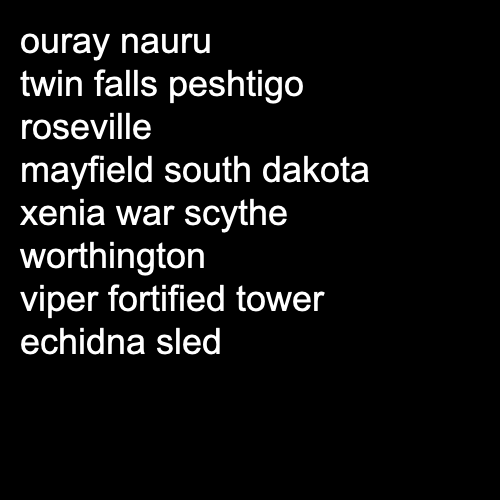 ouray nauru
twin falls peshtigo
roseville
mayfield south dakota
xenia war scythe
worthington
viper fortified tower
echidna sled